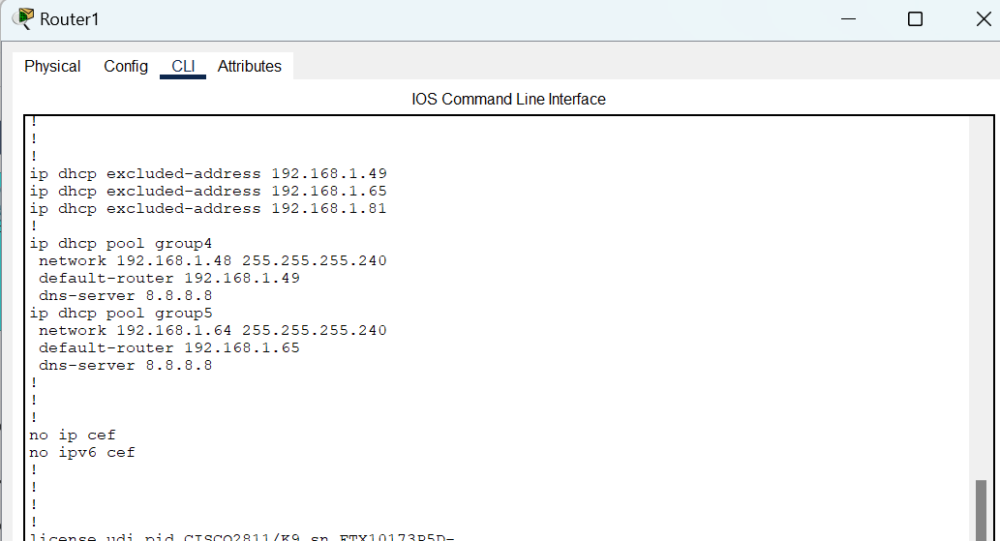 Router1
Physical Config CLI Attributes
IOS Command Line Interface
!
!
!
ip dhcp excluded-address 192.168.1.49
ip dhcp excluded-address 192.168.1.65
ip dhcp excluded-address 192.168.1.81
!
ip dhcp pool group4
network 192.168.1.48 255.255.255.240
default-router 192.168.1.49
dns-server 8.8.8.8
ip dhcp pool group5
network 192.168.1.64 255.255.255.240
default-router 192.168.1.65
dns-server 8.8.8.8
!
!
!
no ip cef
no ipv6 cef
!
!
!
!
license udi pid CISCO2811/K9 sn FTX10173P5D-